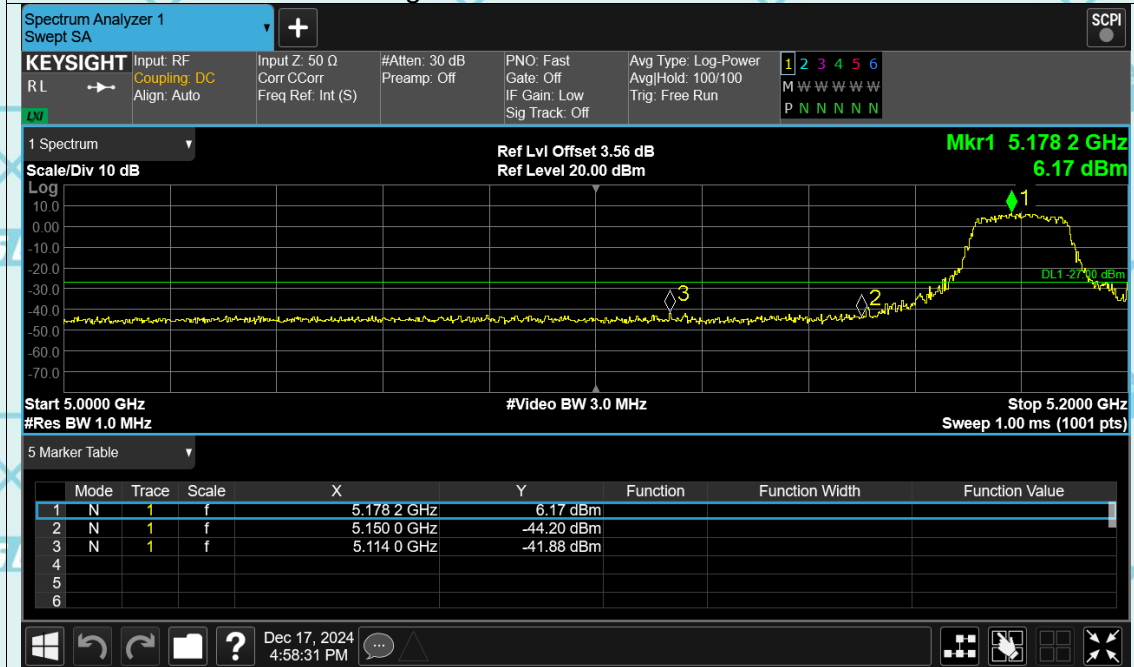 Spectrum Analyzer 1
Swept SA
+
SCPI
KEYSIGHT Input: RF Input Z: 50 Ω #Atten: 30 dB PNO: Fast Avg Type: Log-Power 1 2 3 4 5 6
RL Coupling: DC Corr CCorr Preamp: Off Gate: Off Avg|Hold: 100/100 M W W W W W
Align: Auto Freq Ref: Int (S) IF Gain: Low Trig: Free Run
LXI Sig Track: Off P N N N N N N
1 Spectrum Mkr1 5.178 2 GHz
Ref Lvl Offset 3.56 dB
Scale/Div 10 dB Ref Level 20.00 dBm 6.17 dBm
Log
10.0
1
0.00
-10.0
-20.0
DL1 -27.00 dBm
-30.0
3
2
-40.0
-50.0
-60.0
-70.0
Start 5.0000 GHz #Video BW 3.0 MHz Stop 5.2000 GHz
#Res BW 1.0 MHz Sweep 1.00 ms (1001 pts)
5 Marker Table
Mode Trace Scale X Y Function Function Width Function Value
1 N 1 f 5.178 2 GHz 6.17 dBm
2 N 1 f 5.150 0 GHz -44.20 dBm
3 N 1 f 5.114 0 GHz -41.88 dBm
4
5
6
? Dec 17, 2024
4:58:31 PM